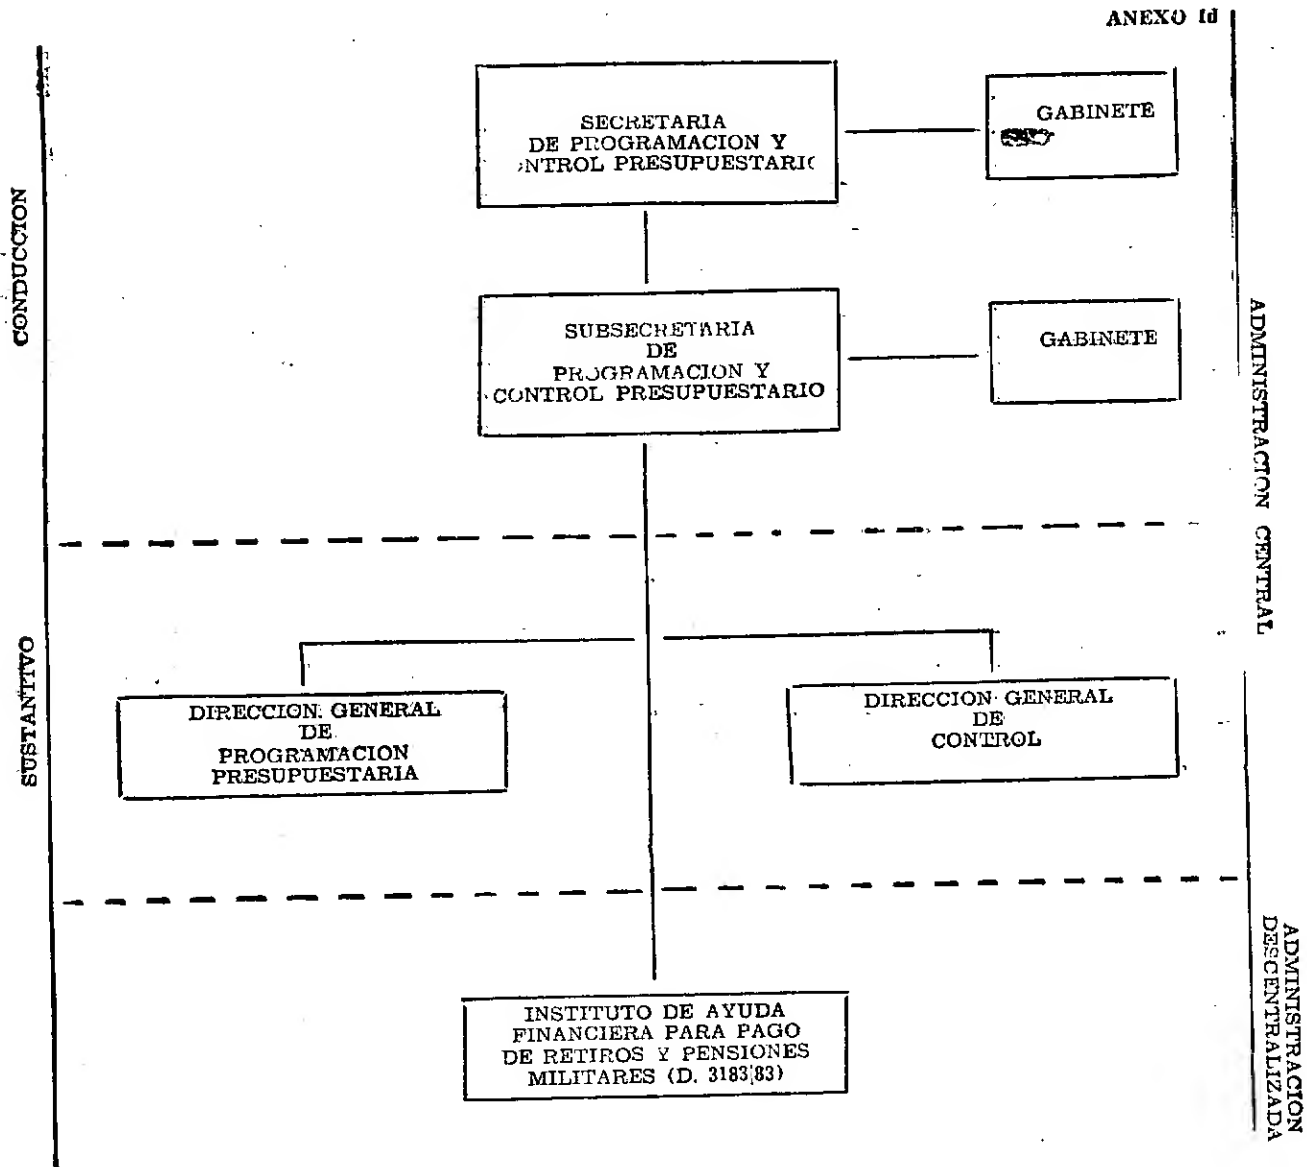 ANEXO Id
SECRETARIA
DE PROGRAMACION Y
NTROL PRESUPUESTARI
GABINETE
CONDUCCION
SUBSECRETARIA
DE
PROGRAMACION Y
CONTROL PRESUPUESTARIO
GABINETE
ADMINISTRACION CENTRAL
SUSTANTIVO
DIRECCION GENERAL
DE
PROGRAMACION
PRESUPUESTARIA
DIRECCION GENERAL
DE
CONTROL
INSTITUTO DE AYUDA
FINANCIERA PARA PAGO
DE RETIROS Y PENSIONES
MILITARES (D. 3183/83)
ADMINISTRACION
DESCENTRALIZADA